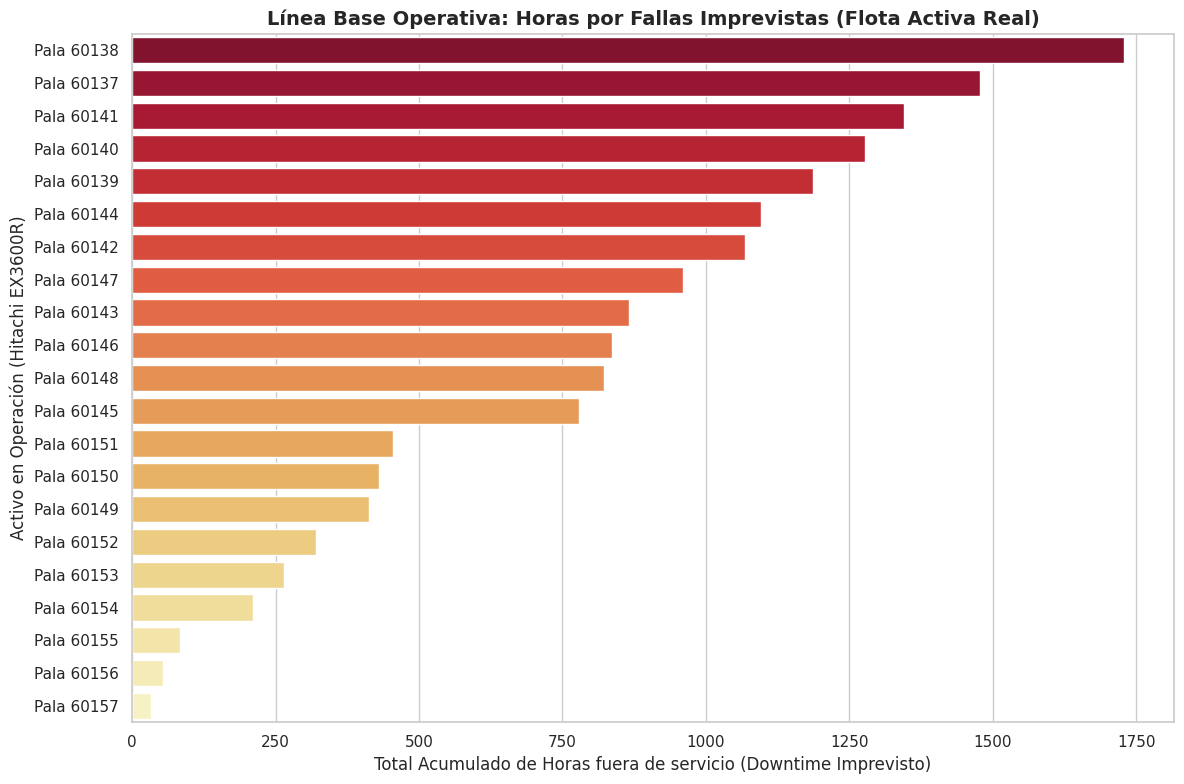 Línea Base Operativa: Horas por Fallas Imprevistas (Flota Activa Real)
Activo en Operación (Hitachi EX3600R)
Pala 60138
Pala 60137
Pala 60141
Pala 60140
Pala 60139
Pala 60144
Pala 60142
Pala 60147
Pala 60143
Pala 60146
Pala 60148
Pala 60145
Pala 60151
Pala 60150
Pala 60149
Pala 60152
Pala 60153
Pala 60154
Pala 60155
Pala 60156
Pala 60157
0 250 500 750 1000 1250 1500 1750
Total Acumulado de Horas fuera de servicio (Downtime Imprevisto)